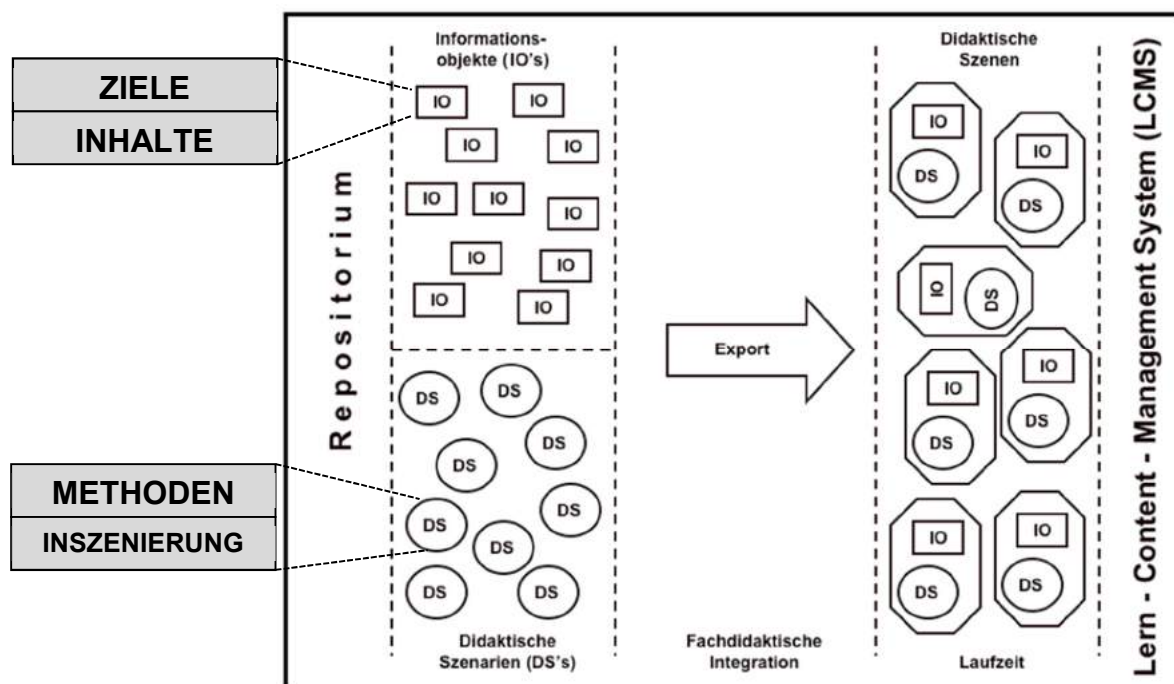 ZIELE
INHALTE
METHODEN
INSZENIERUNG
Repositorium
Informations-
objekte (IO's)
IO
IO
IO
IO
IO
IO
IO
IO
IO
IO
IO
DS
DS
DS
DS
DS
DS
DS
DS
DS
Didaktische
Szenarien (DS's)
Export
Fachdidaktische
Integration
Didaktische
Szenen
IO
DS
IO
DS
IO
DS
IO
DS
IO
DS
IO
DS
IO
DS
Laufzeit
Lern - Content - Management System (LCMS)